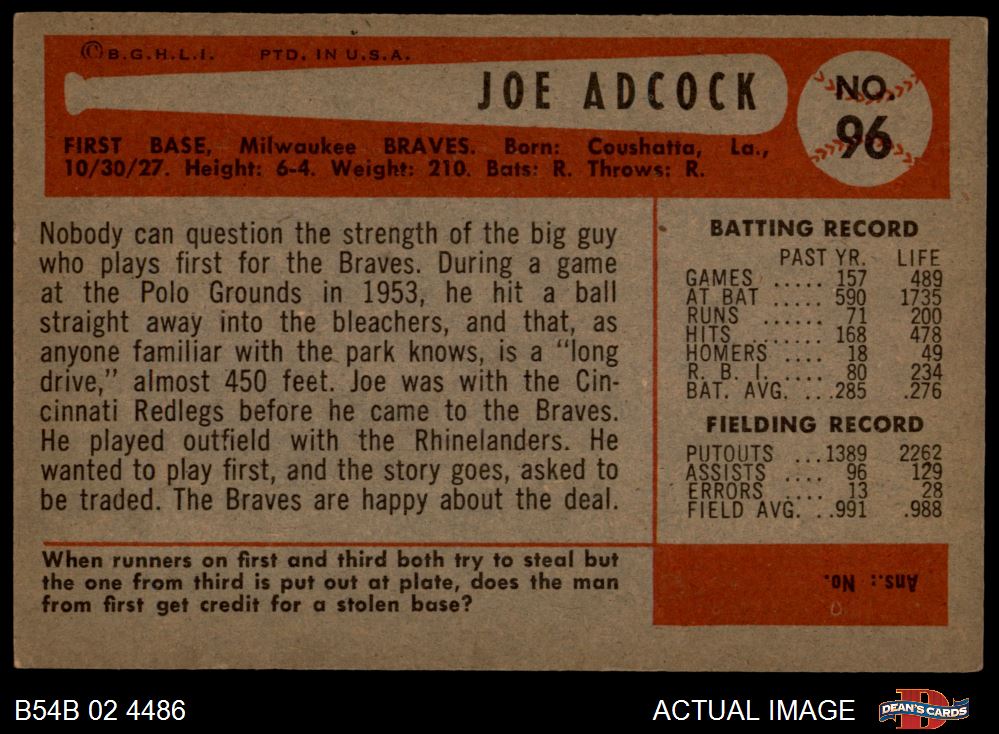 © B.G.H.L.I. PTD. IN U.S.A.
JOE ADCOCK
NO.
96
FIRST BASE, Milwaukee BRAVES. Born: Coushatta, La.,
10/30/27. Height: 6-4. Weight: 210. Bats: R. Throws: R.
Nobody can question the strength of the big guy
who plays first for the Braves. During a game
at the Polo Grounds in 1953, he hit a ball
straight away into the bleachers, and that, as
anyone familiar with the park knows, is a “long
drive,” almost 450 feet. Joe was with the Cin-
cinnati Redlegs before he came to the Braves.
He played outfield with the Rhinelanders. He
wanted to play first, and the story goes, asked to
be traded. The Braves are happy about the deal.
BATTING RECORD
PAST YR. LIFE
GAMES ..... 157 489
AT BAT ..... 590 1735
RUNS ...... 71 200
HITS ...... 168 478
HOMERS .... 18 49
R. B. I. .... 80 234
BAT. AVG. ...285 .276
FIELDING RECORD
PUTOUTS ...1389 2262
ASSISTS .... 96 129
ERRORS .... 13 28
FIELD AVG. ..991 .988
When runners on first and third both try to steal but
the one from third is put out at plate, does the man
from first get credit for a stolen base?
Ans.: No.
B54B 02 4486
ACTUAL IMAGE
D
DEAN'S CARDS